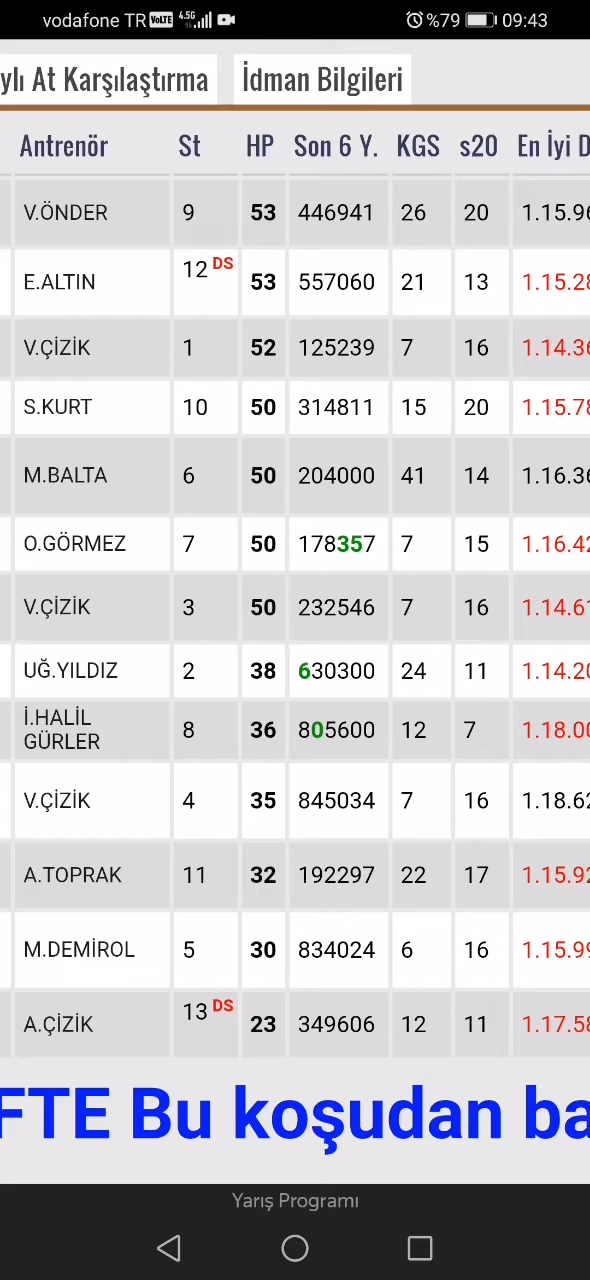 vodafone TR VoLTE 4.5G %79 09:43
ylı At Karşılaştırma İdman Bilgileri
Antrenör St HP Son 6 Y. KGS s20 En İyi D
V.ÖNDER 9 53 446941 26 20 1.15.96
E.ALTIN 12 DS 53 557060 21 13 1.15.28
V.ÇİZİK 1 52 125239 7 16 1.14.36
S.KURT 10 50 314811 15 20 1.15.78
M.BALTA 6 50 204000 41 14 1.16.36
O.GÖRMEZ 7 50 178357 7 15 1.16.42
V.ÇİZİK 3 50 232546 7 16 1.14.61
UĞ.YILDIZ 2 38 630300 24 11 1.14.20
İ.HALİL
GÜRLER 8 36 805600 12 7 1.18.00
V.ÇİZİK 4 35 845034 7 16 1.18.62
A.TOPRAK 11 32 192297 22 17 1.15.92
M.DEMİROL 5 30 834024 6 16 1.15.99
A.ÇİZİK 13 DS 23 349606 12 11 1.17.58
FTE Bu koşudan ba
Yarış Programı